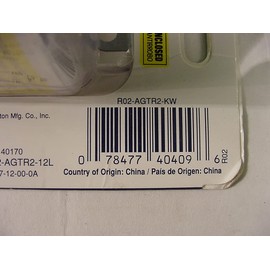 ENCLOSED
R02-AGTR2-KW
ton Mfg. Co., Inc.
40170
2-AGTR2-12L
7-12-00-0A
0 78477 40409 6
R02
Country of Origin: China / País de Origen: China